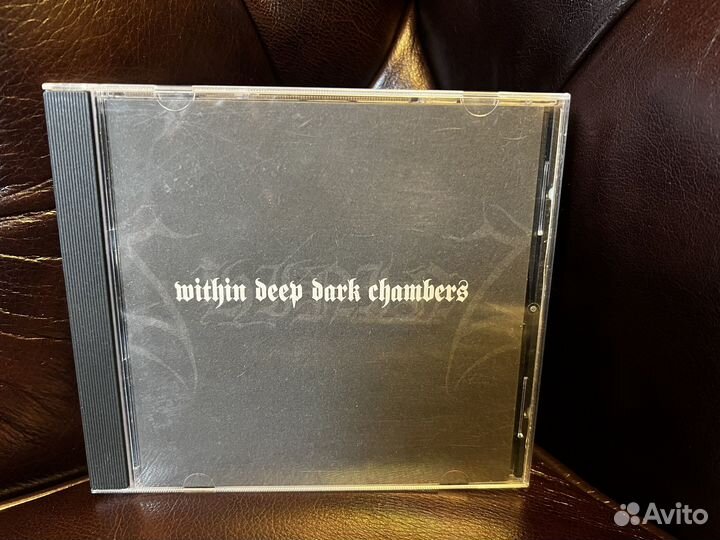 within deep dark chambers
Avito